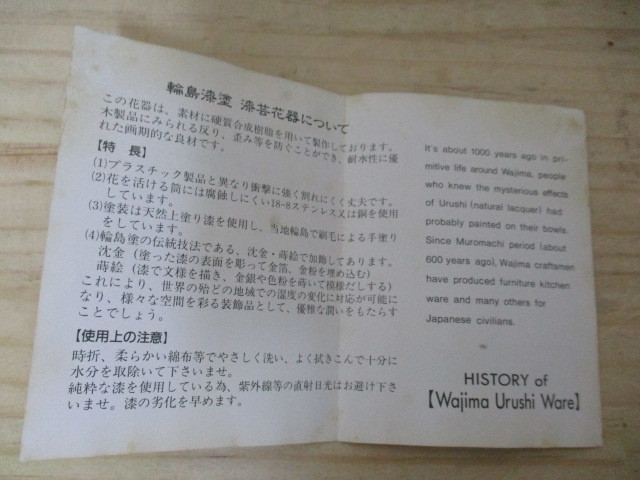 輪島漆塗 漆芸花器について
この花器は、素材に硬質合成樹脂を用いて製作しております。
木製品にみられる反り、歪み等を防ぐことができ、耐水性に優
れた画期的な良材です。
【特 長】
(1)プラスチック製品と異なり衝撃に強く割れにくく丈夫です。
(2)花を活ける筒には腐蝕しにくい18-8ステンレス又は銅を使用
しています。
(3)塗装は天然上塗り漆を使用し、当地輪島で刷毛による手塗り
をしています。
(4)輪島塗の伝統技法である、沈金・蒔絵で加飾してあります。
沈金(塗った漆の表面を彫って金箔、金粉を埋め込む)
蒔絵(漆で文様を描き、金銀や色粉を蒔いて模様だしする)
これにより、世界の殆どの地域での湿度の変化に対応が可能に
なり、様々な空間を彩る装飾品として、優雅な潤いをもたらす
ことでしょう。
【使用上の注意】
時折、柔らかい綿布等でやさしく洗い、よく拭きこんで十分に
水分を取除いて下さいませ。
純粋な漆を使用している為、紫外線等の直射日光はお避け下さ
いませ。漆の劣化を早めます。
It's about 1000 years ago in pri-
mitive life around Wajima, people
who knew the mysterious effects
of Urushi (natural lacquer) had
probably painted on their bowls.
Since Muromachi period (about
600 years ago), Wajima craftsmen
have produced furniture kitchen
ware and many others for
Japanese civilians.
HISTORY of
【Wajima Urushi Ware】